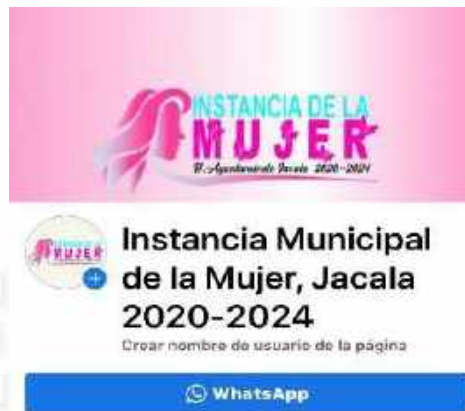 INSTANCIA DE LA
MUJER
H. Ayuntamiento Jacala 2020-2024
MUJER
Instancia Municipal
de la Mujer, Jacala
2020-2024
Crear nombre de usuario de la página
WhatsApp